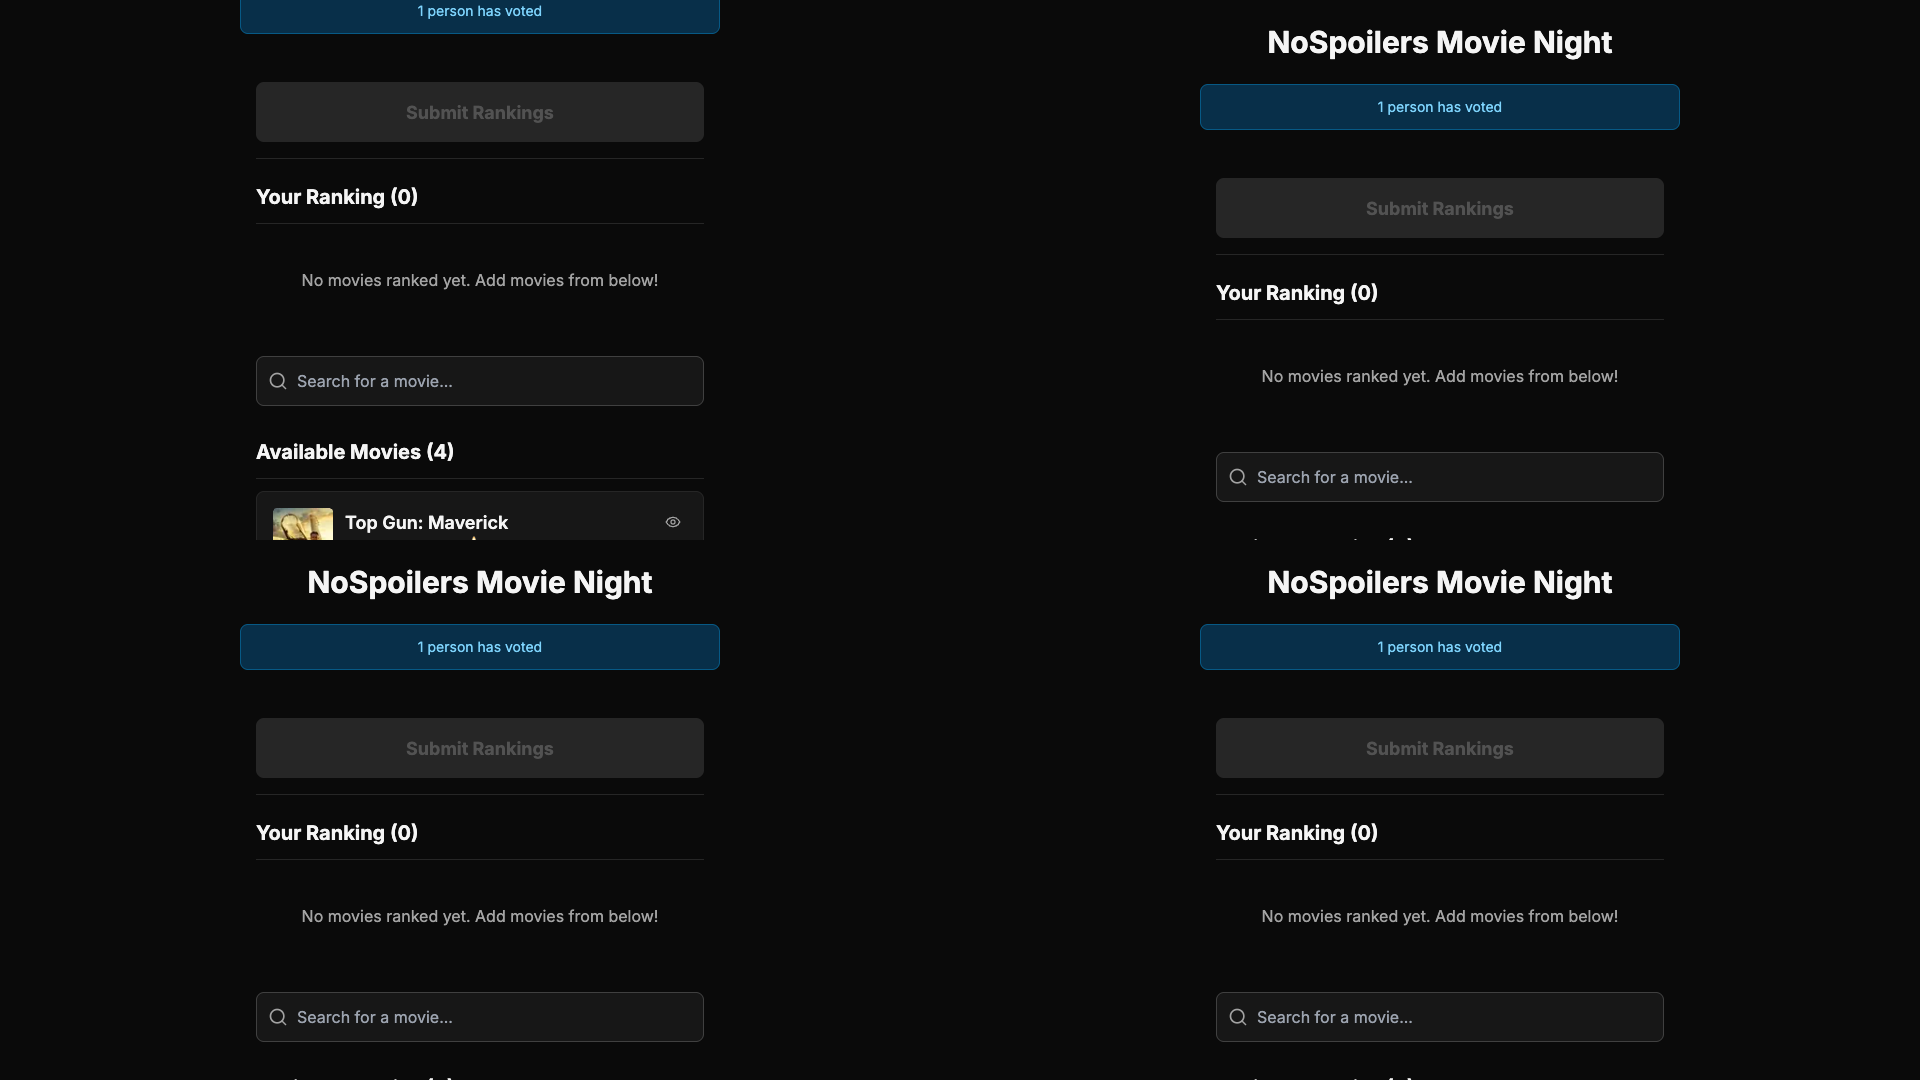 1 person has voted
Submit Rankings
Your Ranking (0)
No movies ranked yet. Add movies from below!
Search for a movie...
Available Movies (4)
Top Gun: Maverick
NoSpoilers Movie Night
1 person has voted
Submit Rankings
Your Ranking (0)
No movies ranked yet. Add movies from below!
Search for a movie...
NoSpoilers Movie Night
1 person has voted
Submit Rankings
Your Ranking (0)
No movies ranked yet. Add movies from below!
Search for a movie...
NoSpoilers Movie Night
1 person has voted
Submit Rankings
Your Ranking (0)
No movies ranked yet. Add movies from below!
Search for a movie...